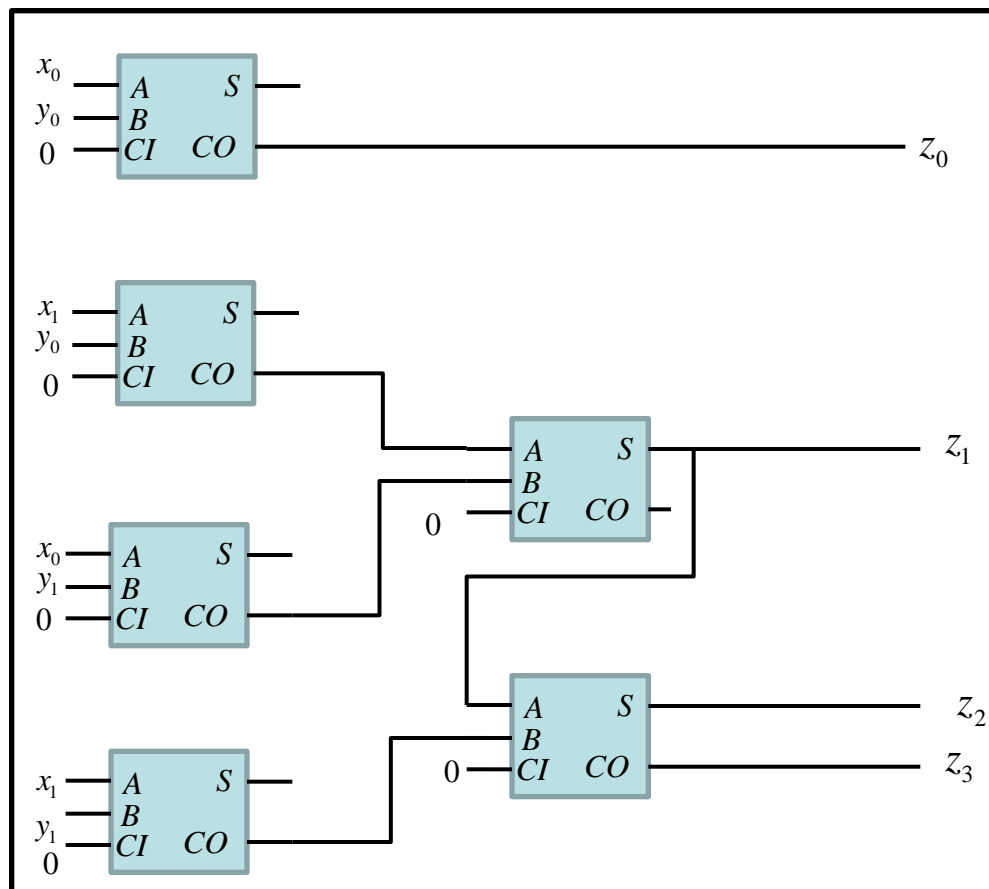 x₀ A S
y₀ B
0 CI CO z₀
x₁ A S
y₀ B
0 CI CO
A S z₁
B
0 CI CO
x₀ A S
y₁ B
0 CI CO
A S z₂
B
0 CI CO z₃
x₁ A S
y₁ B
0 CI CO